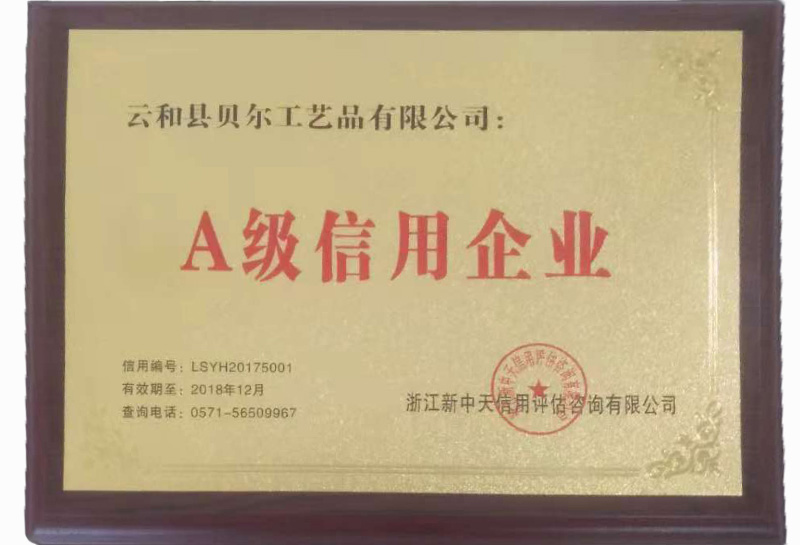 云和县贝尔工艺品有限公司：
A级信用企业
信用编号：LSYH20175001
有效期至：2018年12月
查询电话：0571-56509967
浙江新中天信用评估咨询有限公司